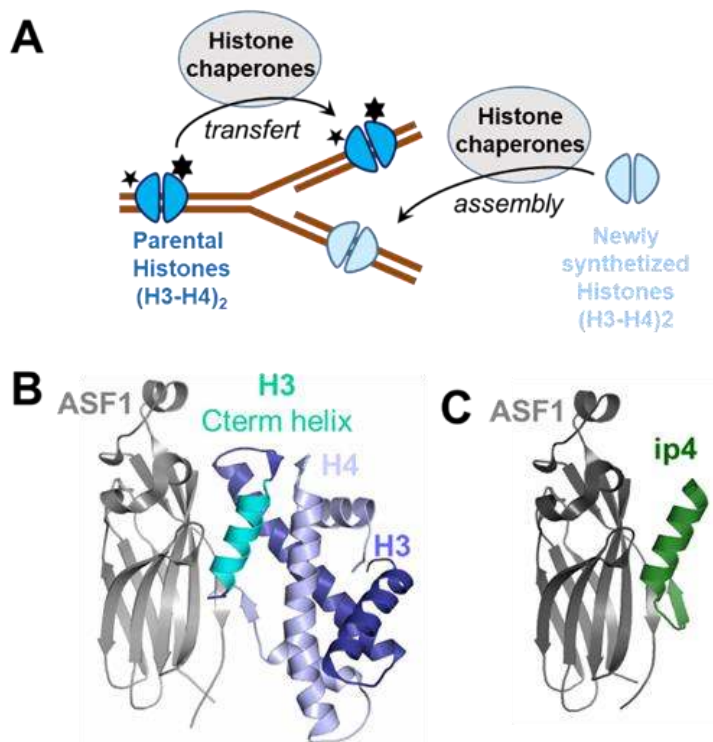 A
Histone
chaperones
transfert
Histone
chaperones
assembly
Parental
Histones
(H3-H4)₂
Newly
synthetized
Histones
(H3-H4)2
B
ASF1
H3
Cterm helix
H4
H3
C
ASF1
ip4